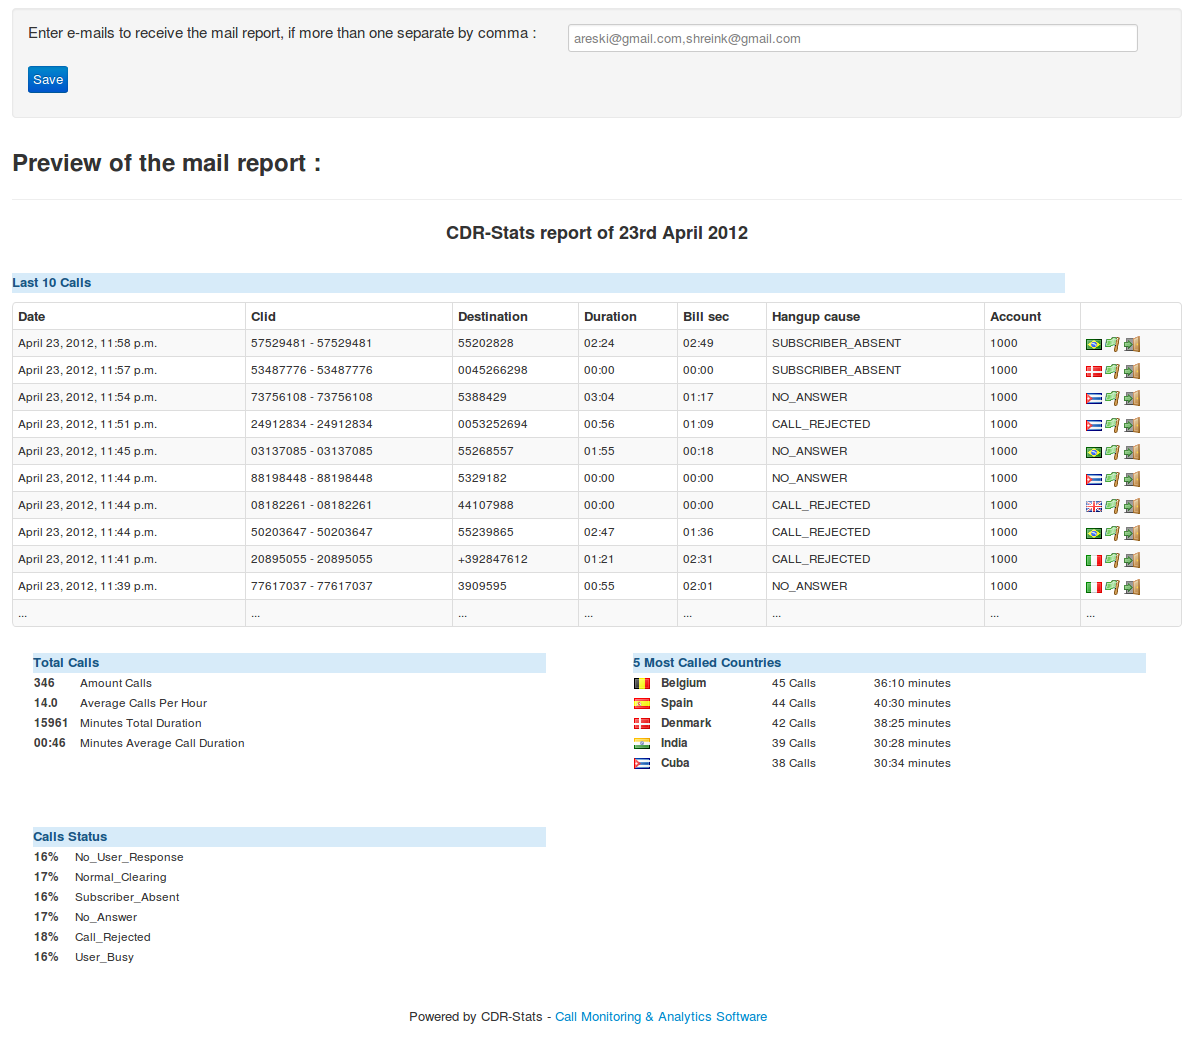 Enter e-mails to receive the mail report, if more than one separate by comma : areski@gmail.com,shreink@gmail.com
Save
Preview of the mail report :
CDR-Stats report of 23rd April 2012
Last 10 Calls
Date Clid Destination Duration Bill sec Hangup cause Account
April 23, 2012, 11:58 p.m. 57529481 - 57529481 55202828 02:24 02:49 SUBSCRIBER_ABSENT 1000
April 23, 2012, 11:57 p.m. 53487776 - 53487776 0045266298 00:00 00:00 SUBSCRIBER_ABSENT 1000
April 23, 2012, 11:54 p.m. 73756108 - 73756108 5388429 03:04 01:17 NO_ANSWER 1000
April 23, 2012, 11:51 p.m. 24912834 - 24912834 0053252694 00:56 01:09 CALL_REJECTED 1000
April 23, 2012, 11:45 p.m. 03137085 - 03137085 55268557 01:55 00:18 NO_ANSWER 1000
April 23, 2012, 11:44 p.m. 88198448 - 88198448 5329182 00:00 00:00 NO_ANSWER 1000
April 23, 2012, 11:44 p.m. 08182261 - 08182261 44107988 00:00 00:00 CALL_REJECTED 1000
April 23, 2012, 11:44 p.m. 50203647 - 50203647 55239865 02:47 01:36 CALL_REJECTED 1000
April 23, 2012, 11:41 p.m. 20895055 - 20895055 +392847612 01:21 02:31 CALL_REJECTED 1000
April 23, 2012, 11:39 p.m. 77617037 - 77617037 3909595 00:55 02:01 NO_ANSWER 1000
... ... ... ... ... ... ... ...
Total Calls
346 Amount Calls
14.0 Average Calls Per Hour
15961 Minutes Total Duration
00:46 Minutes Average Call Duration
5 Most Called Countries
Belgium 45 Calls 36:10 minutes
Spain 44 Calls 40:30 minutes
Denmark 42 Calls 38:25 minutes
India 39 Calls 30:28 minutes
Cuba 38 Calls 30:34 minutes
Calls Status
16% No_User_Response
17% Normal_Clearing
16% Subscriber_Absent
17% No_Answer
18% Call_Rejected
16% User_Busy
Powered by CDR-Stats - Call Monitoring & Analytics Software